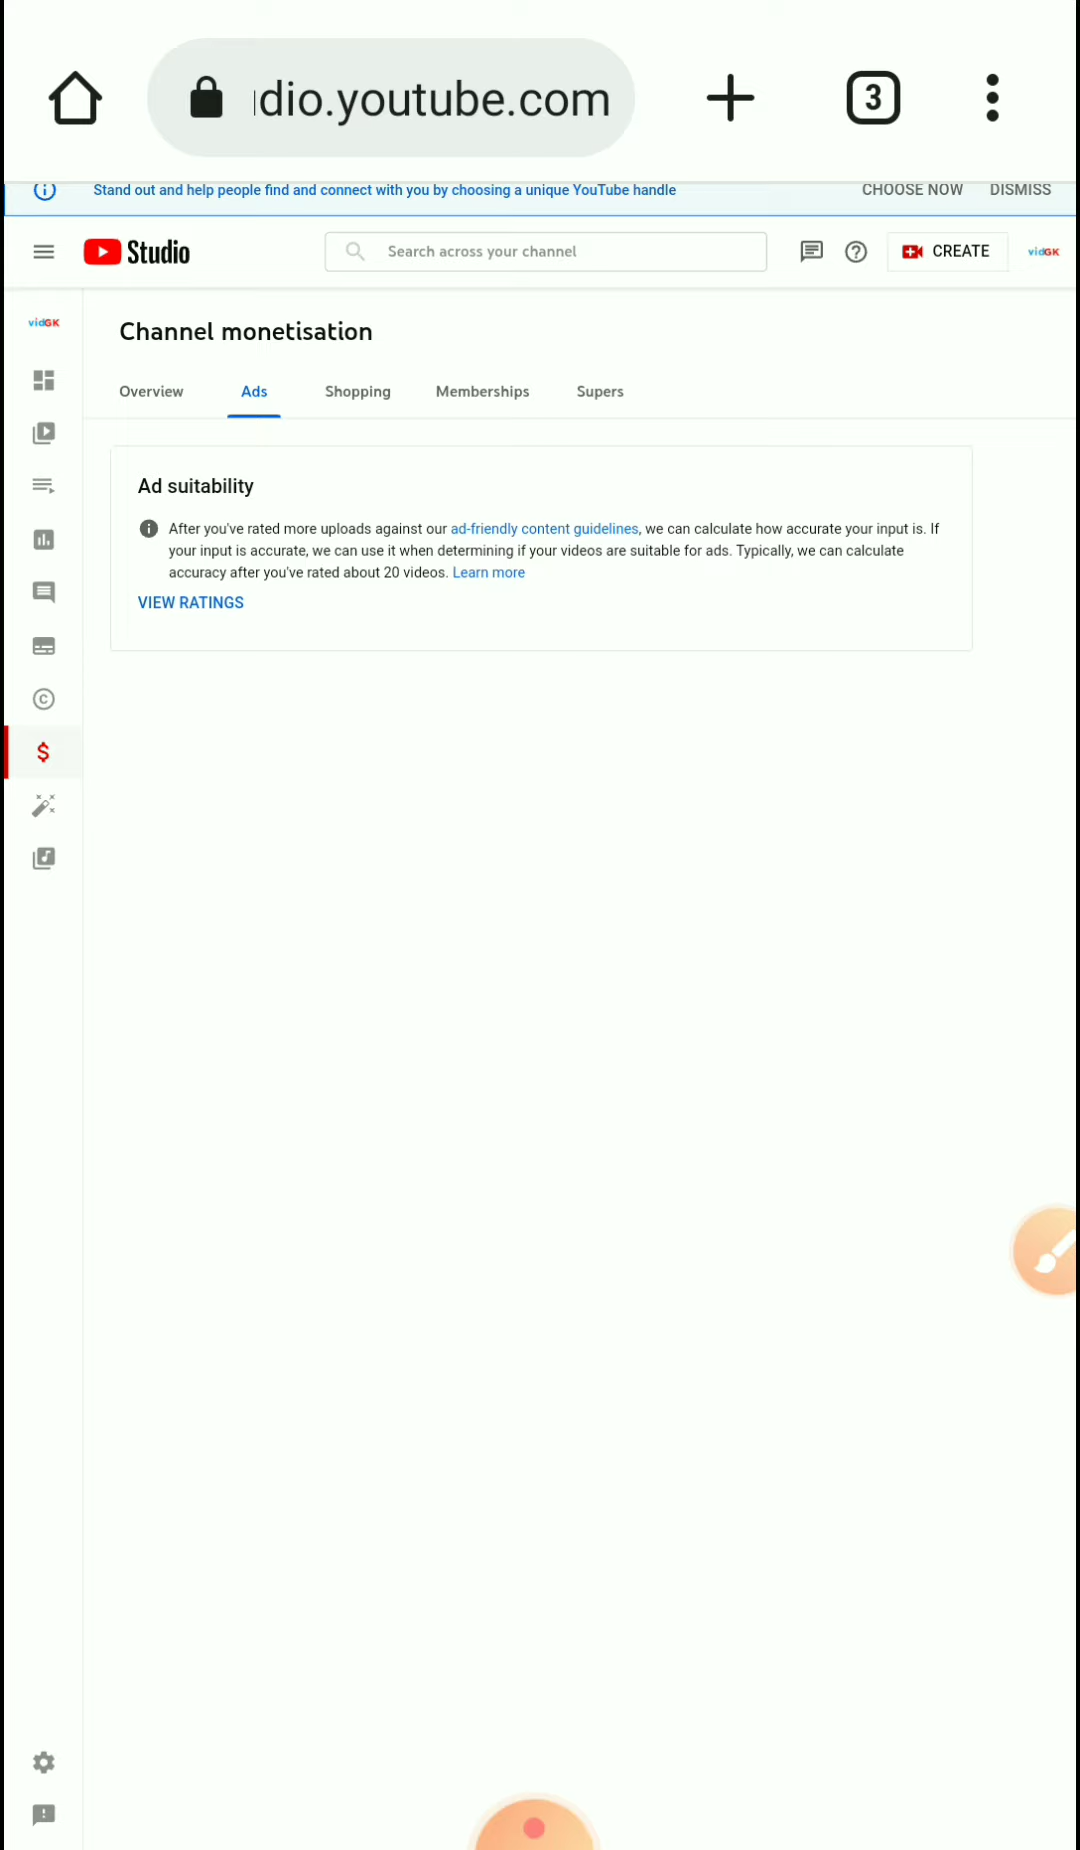 dio.youtube.com
3
Stand out and help people find and connect with you by choosing a unique YouTube handle
CHOOSE NOW
DISMISS
Studio
Search across your channel
CREATE
vidGK
vidGK
Channel monetisation
Overview
Ads
Shopping
Memberships
Supers
Ad suitability
After you've rated more uploads against our ad-friendly content guidelines, we can calculate how accurate your input is. If
your input is accurate, we can use it when determining if your videos are suitable for ads. Typically, we can calculate
accuracy after you've rated about 20 videos. Learn more
VIEW RATINGS